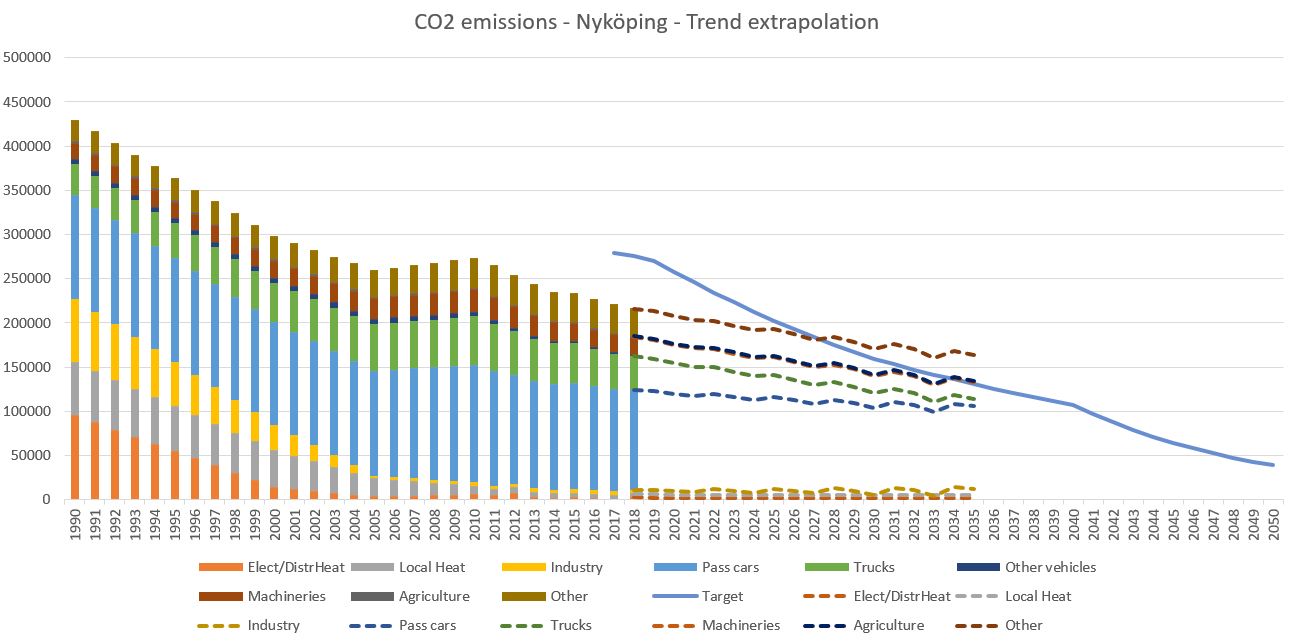 CO2 emissions - Nyköping - Trend extrapolation
500000
450000
400000
350000
300000
250000
200000
150000
100000
50000
0
1990 1991 1992 1993 1994 1995 1996 1997 1998 1999 2000 2001 2002 2003 2004 2005 2006 2007 2008 2009 2010 2011 2012 2013 2014 2015 2016 2017 2018 2019 2020 2021 2022 2023 2024 2025 2026 2027 2028 2029 2030 2031 2032 2033 2034 2035 2036 2037 2038 2039 2040 2041 2042 2043 2044 2045 2046 2047 2048 2049 2050
Elect/DistrHeat Local Heat Industry Pass cars Trucks Other vehicles
Machineries Agriculture Other Target Elect/DistrHeat Local Heat
Industry Pass cars Trucks Machineries Agriculture Other